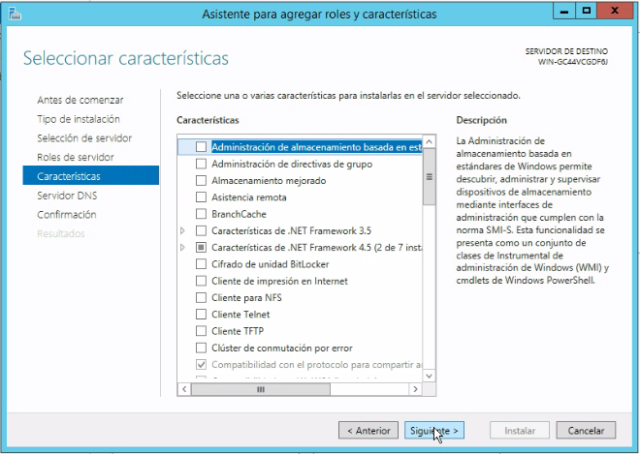 Asistente para agregar roles y características
Seleccionar características
SERVIDOR DE DESTINO
WIN-GC44VCGDF6J
Antes de comenzar
Tipo de instalación
Selección de servidor
Roles de servidor
Características
Servidor DNS
Confirmación
Resultados
Seleccione una o varias características para instalarlas en el servidor seleccionado.
Características
Administración de almacenamiento basada en está
Administración de directivas de grupo
Almacenamiento mejorado
Asistencia remota
BranchCache
Características de .NET Framework 3.5
Características de .NET Framework 4.5 (2 de 7 inst
Cifrado de unidad BitLocker
Cliente de impresión en Internet
Cliente para NFS
Cliente Telnet
Cliente TFTP
Clúster de conmutación por error
Compatibilidad con el protocolo para compartir a
Descripción
La Administración de
almacenamiento basada en
estándares de Windows permite
descubrir, administrar y supervisar
dispositivos de almacenamiento
mediante interfaces de
administración que cumplen con la
norma SMI-S. Esta funcionalidad se
presenta como un conjunto de
clases de Instrumental de
administración de Windows (WMI) y
cmdlets de Windows PowerShell.
< Anterior
Siguiente >
Instalar
Cancelar